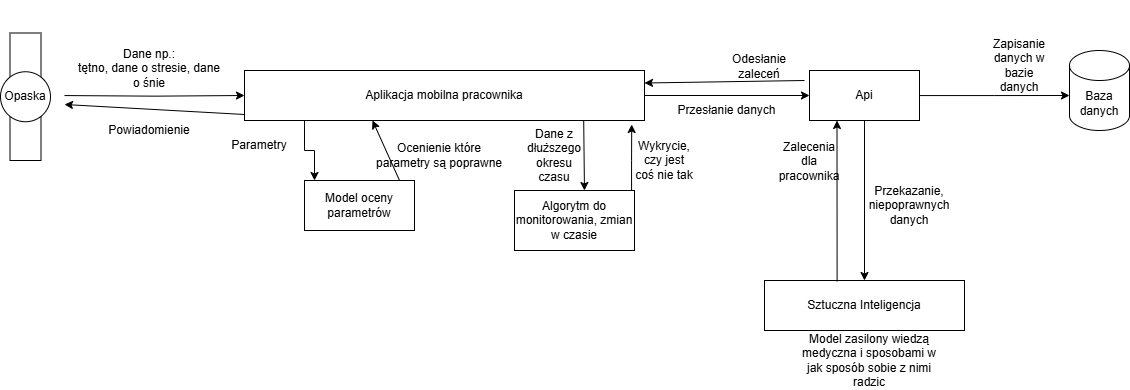 Opaska
Dane np.:
tętno, dane o stresie, dane
o śnie
Powiadomienie
Aplikacja mobilna pracownika
Parametry
Ocenienie które
parametry są poprawne
Model oceny
parametrów
Dane z
dłuższego
okresu
czasu
Wykrycie,
czy jest
coś nie tak
Algorytm do
monitorowania, zmian
w czasie
Odesłanie
zaleceń
Przesłanie danych
Api
Zapisanie
danych w
bazie
danych
Baza
danych
Zalecenia
dla
pracownika
Przekazanie,
niepoprawnych
danych
Sztuczna Inteligencja
Model zasilony wiedzą
medyczna i sposobami w
jak sposób sobie z nimi
radzic